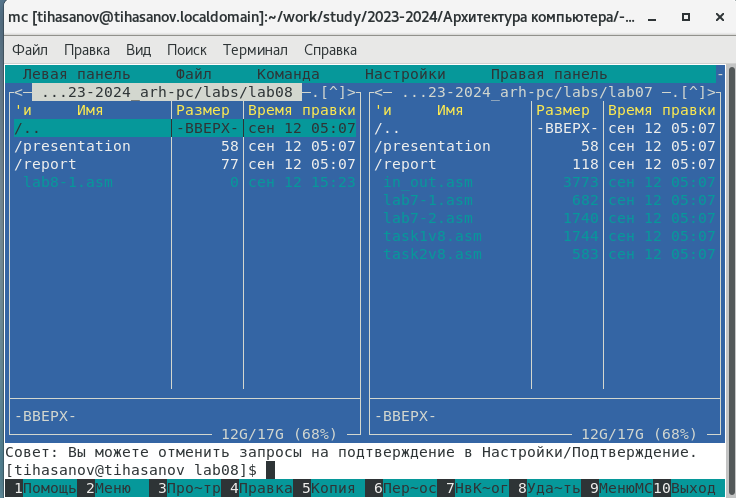 mc [tihasanov@tihasanov.localdomain]:~/work/study/2023-2024/Архитектура компьютера/-...
Файл Правка Вид Поиск Терминал Справка
Левая панель Файл Команда Настройки Правая панель
<— ...23-2024_arh-pc/labs/lab08 —.[^]> <— ...23-2024_arh-pc/labs/lab07 —.[^]>
'и Имя Размер Время правки 'и Имя Размер Время правки
/.. -ВВЕРХ- сен 12 05:07 /.. -ВВЕРХ- сен 12 05:07
/presentation 58 сен 12 05:07 /presentation 58 сен 12 05:07
/report 77 сен 12 05:07 /report 118 сен 12 05:07
lab8-1.asm 0 сен 12 15:23 in_out.asm 3773 сен 12 05:07
lab7-1.asm 682 сен 12 05:07
lab7-2.asm 1740 сен 12 05:07
task1v8.asm 1744 сен 12 05:07
task2v8.asm 583 сен 12 05:07
-ВВЕРХ- -ВВЕРХ-
12G/17G (68%) 12G/17G (68%)
Совет: Вы можете отменить запросы на подтверждение в Настройки/Подтверждение.
[tihasanov@tihasanov lab08]$
1Помощь 2Меню 3Про~тр 4Правка 5Копия 6Пер~ос 7НвК~ог 8Уда~ть 9МенюМС 10Выход